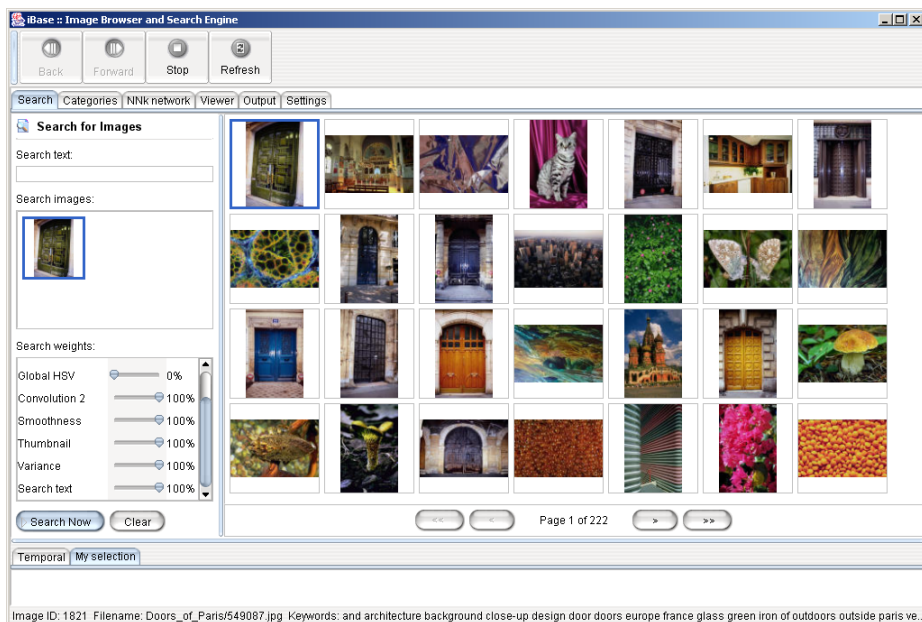 iBase :: Image Browser and Search Engine
Back Forward Stop Refresh
Search Categories NNk network Viewer Output Settings
Search for Images
Search text:
Search images:
Search weights:
Global HSV 0%
Convolution 2 100%
Smoothness 100%
Thumbnail 100%
Variance 100%
Search text 100%
Search Now Clear
<< < Page 1 of 222 > >>
Temporal My selection
Image ID: 1821 Filename: Doors_of_Paris/549087.jpg Keywords: and architecture background close-up design door doors europe france glass green iron of outdoors outside paris ve...